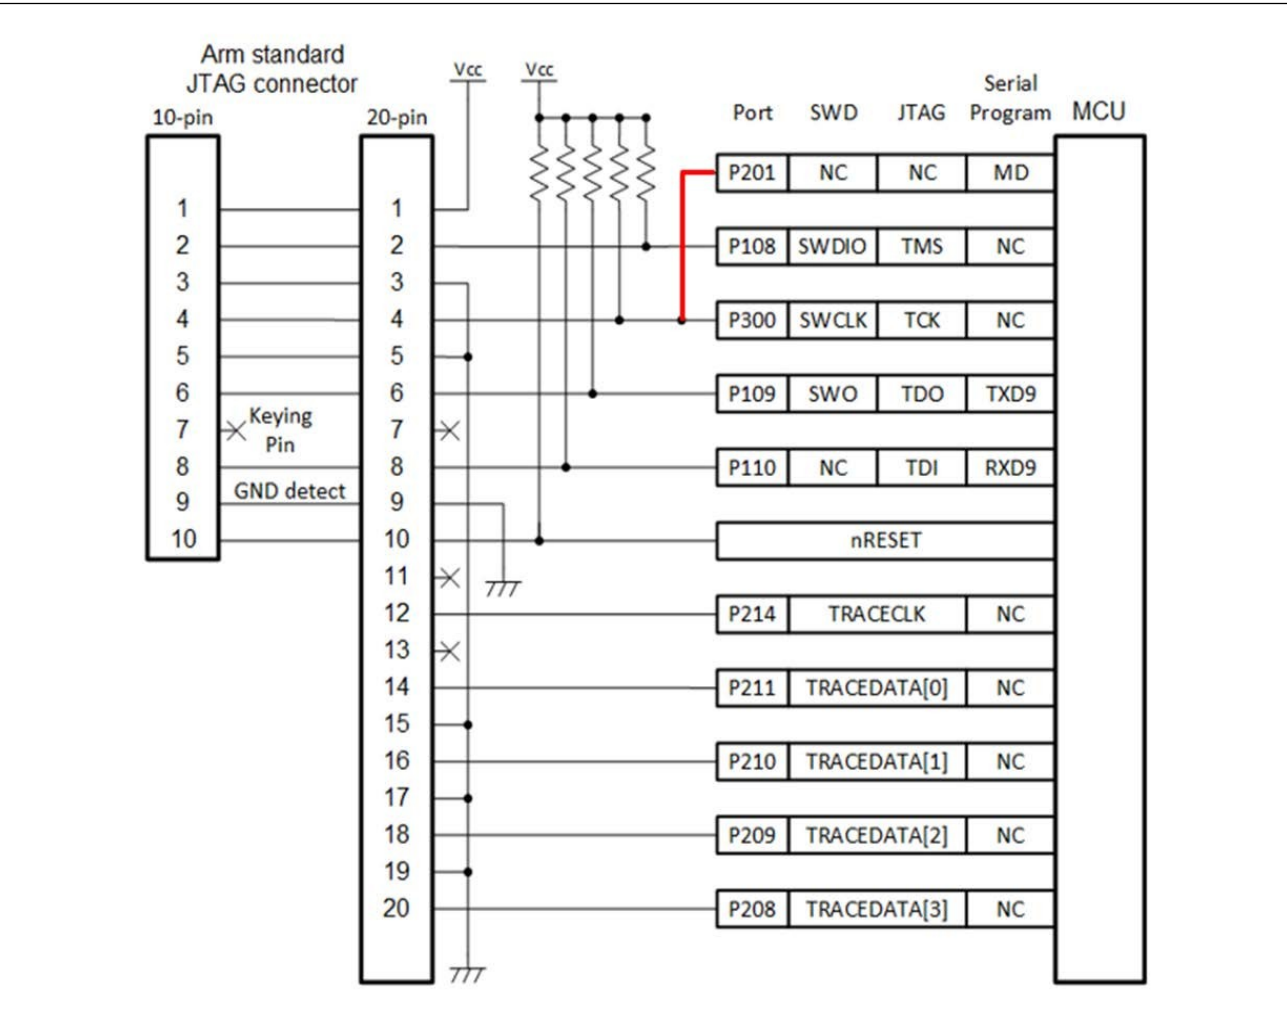 Arm standard
JTAG connector
10-pin
20-pin
Vcc
Vcc
Port
SWD
JTAG
Serial
Program
MCU
P201 NC NC MD
1
1
2
2
P108 SWDIO TMS NC
3
3
4
4
P300 SWCLK TCK NC
5
5
6
6
P109 SWO TDO TXD9
7
Keying
Pin
7
8
8
P110 NC TDI RXD9
9
GND detect
9
10
10
nRESET
11
12
P214 TRACECLK NC
13
14
P211 TRACEDATA[0] NC
15
16
P210 TRACEDATA[1] NC
17
18
P209 TRACEDATA[2] NC
19
20
P208 TRACEDATA[3] NC